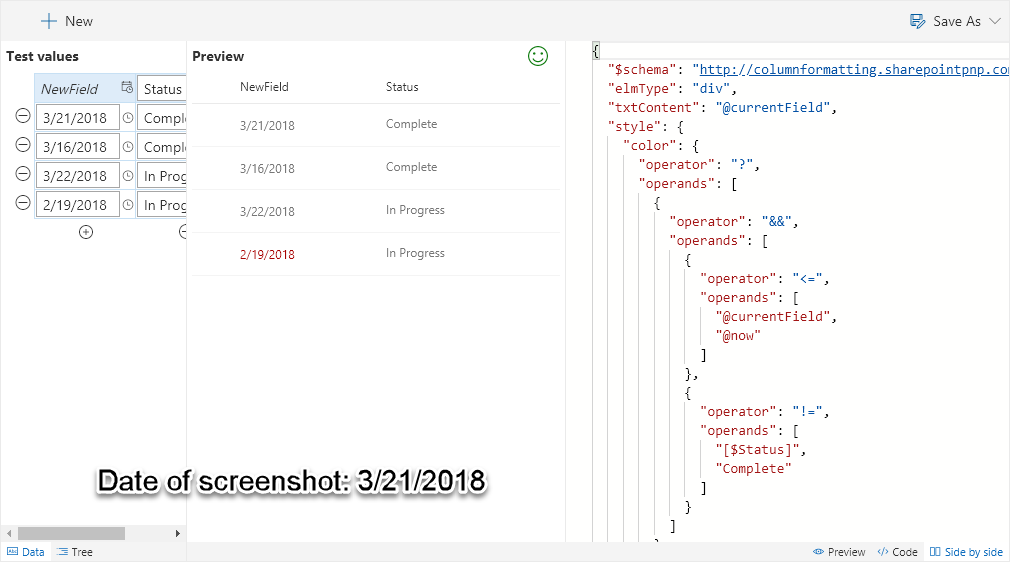 New
Save As
Test values
NewField
Status
3/21/2018
Comple
3/16/2018
Comple
3/22/2018
In Prog
2/19/2018
In Prog
Preview
NewField
Status
3/21/2018
Complete
3/16/2018
Complete
3/22/2018
In Progress
2/19/2018
In Progress
{
"$schema": "http://columnformatting.sharepointpnp.co
"elmType": "div",
"txtContent": "@currentField",
"style": {
"color": {
"operator": "?",
"operands": [
{
"operator": "&&",
"operands": [
{
"operator": "<=",
"operands": [
"@currentField",
"@now"
]
},
{
"operator": "!=",
"operands": [
"[$Status]",
"Complete"
]
}
]
Date of screenshot: 3/21/2018
Data
Tree
Preview
Code
Side by side